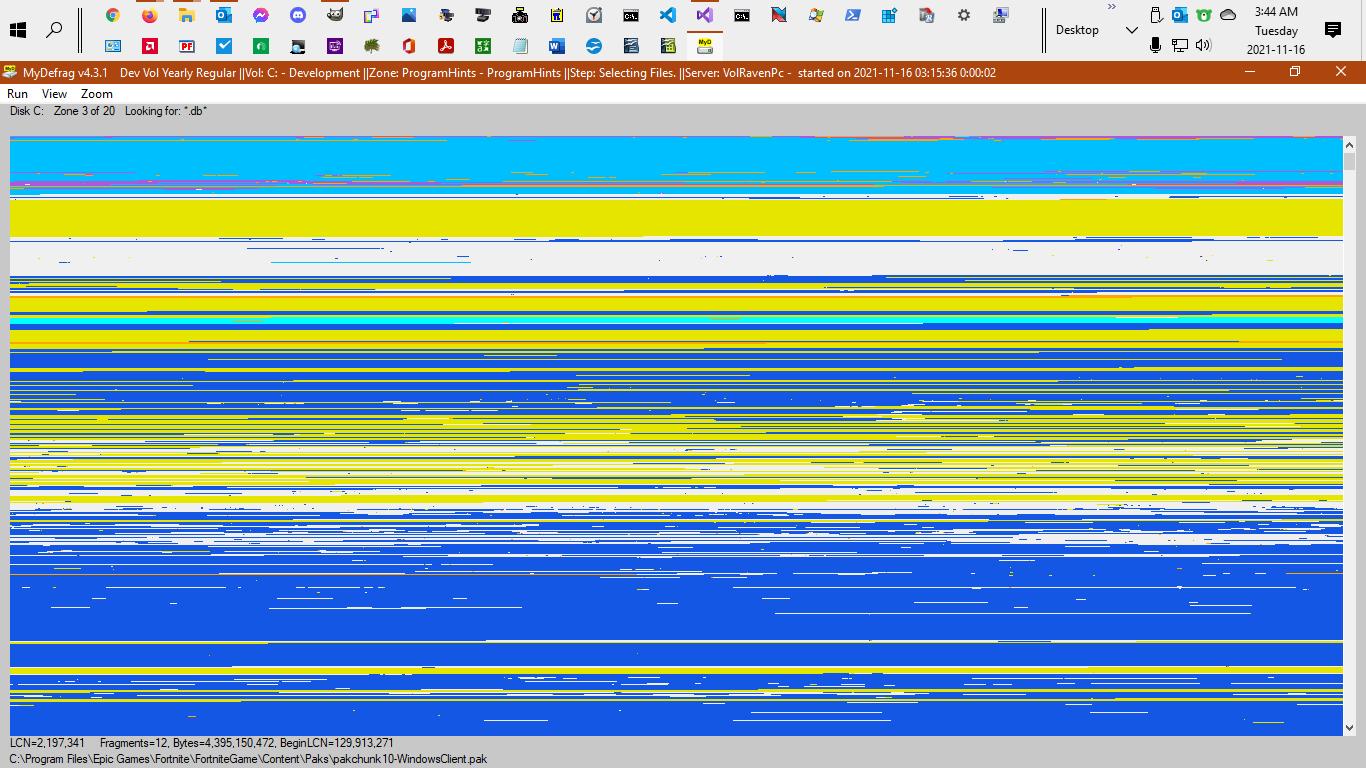 3:44 AM
Tuesday
2021-11-16
Desktop
MyDefrag v4.3.1 Dev Vol Yearly Regular ||Vol: C: - Development ||Zone: ProgramHints - ProgramHints ||Step: Selecting Files. ||Server: VolRavenPc - started on 2021-11-16 03:15:36 0:00:02
Run View Zoom
Disk C: Zone 3 of 20 Looking for: *.db*
LCN=2,197,341 Fragments=12, Bytes=4,395,150,472, BeginLCN=129,913,271
C:\Program Files\Epic Games\Fortnite\FortniteGame\Content\Paks\pakchunk10-WindowsClient.pak